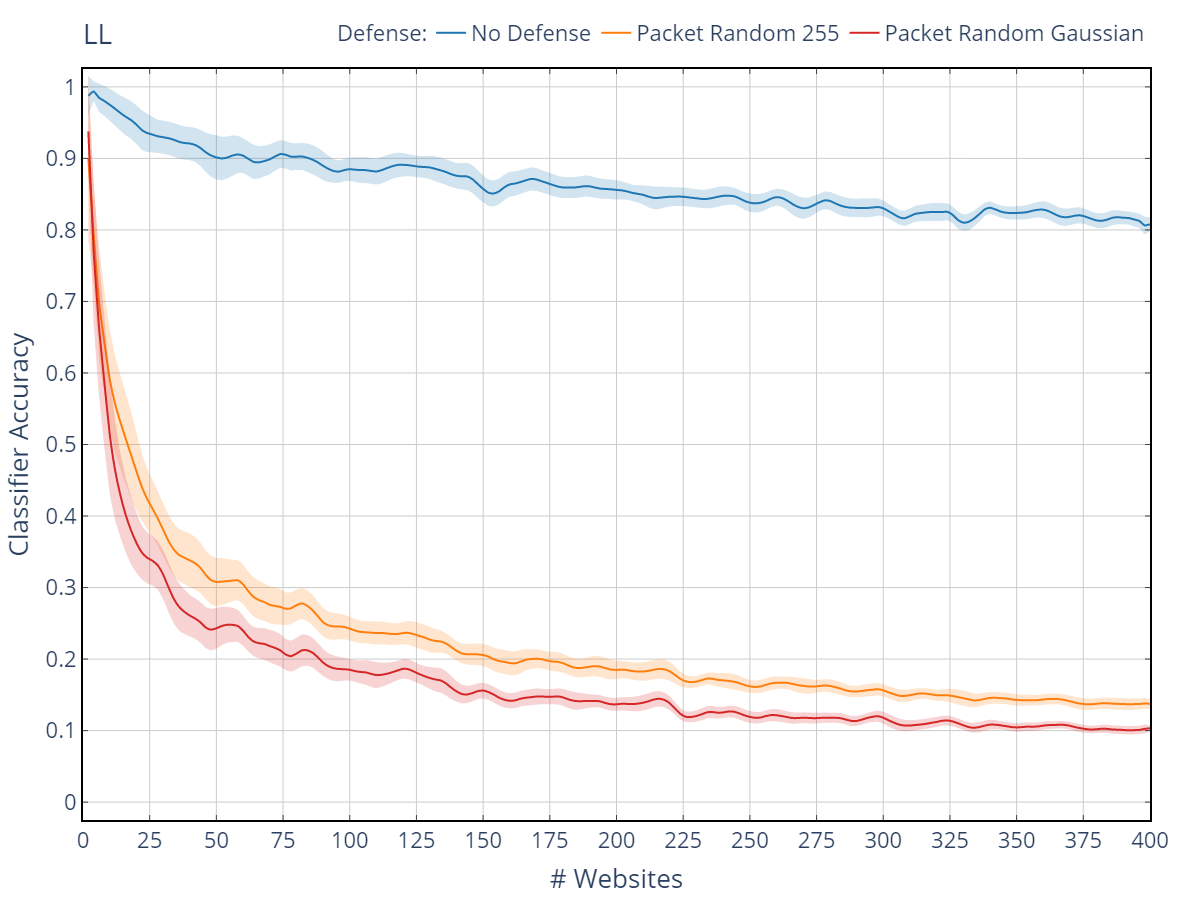 LL
Defense: No Defense Packet Random 255 Packet Random Gaussian
Classifier Accuracy
1
0.9
0.8
0.7
0.6
0.5
0.4
0.3
0.2
0.1
0
0 25 50 75 100 125 150 175 200 225 250 275 300 325 350 375 400
# Websites